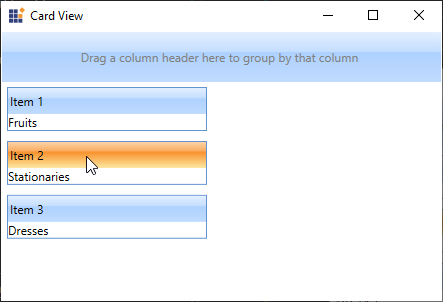 Card View
Drag a column header here to group by that column
Item 1
Fruits
Item 2
Stationaries
Item 3
Dresses